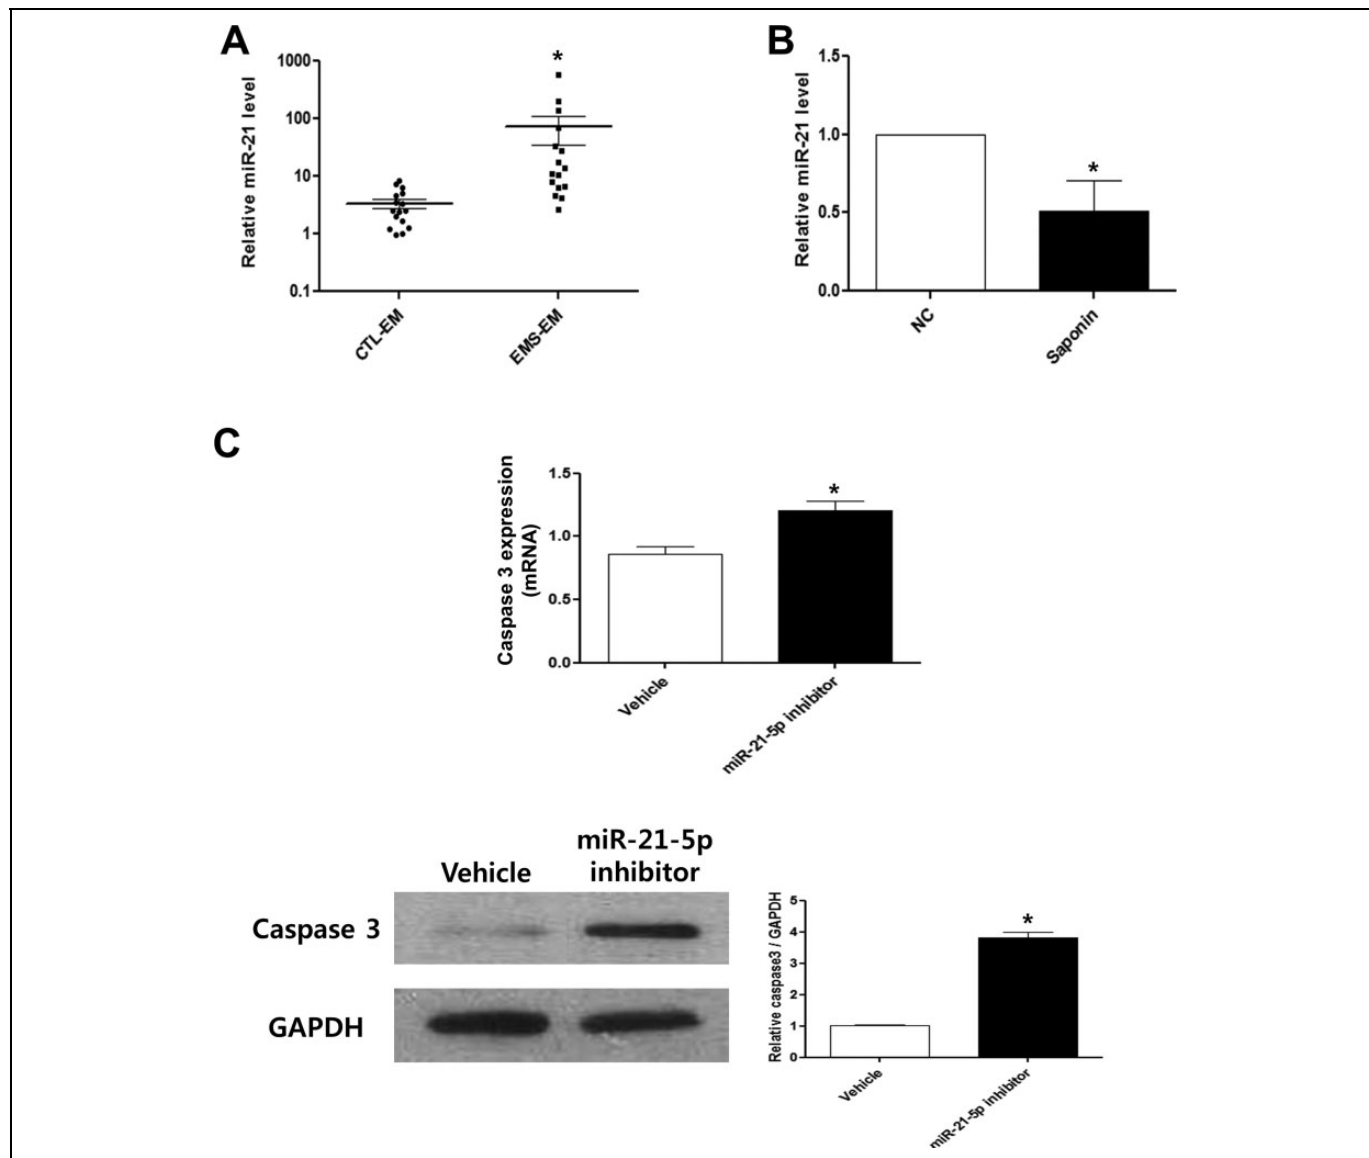 A
*
Relative miR-21 level
1000
100
10
1
0.1
CTL-EM
EMS-EM
B
*
Relative miR-21 level
1.5
1.0
0.5
0.0
NC
Saponin
C
*
Caspase 3 expression
(mRNA)
1.5
1.0
0.5
0.0
Vehicle
miR-21-5p inhibitor
Vehicle
miR-21-5p
inhibitor
Caspase 3
GAPDH
*
Relative caspase3 / GAPDH
5
4
3
2
1
0
Vehicle
miR-21-5p inhibitor